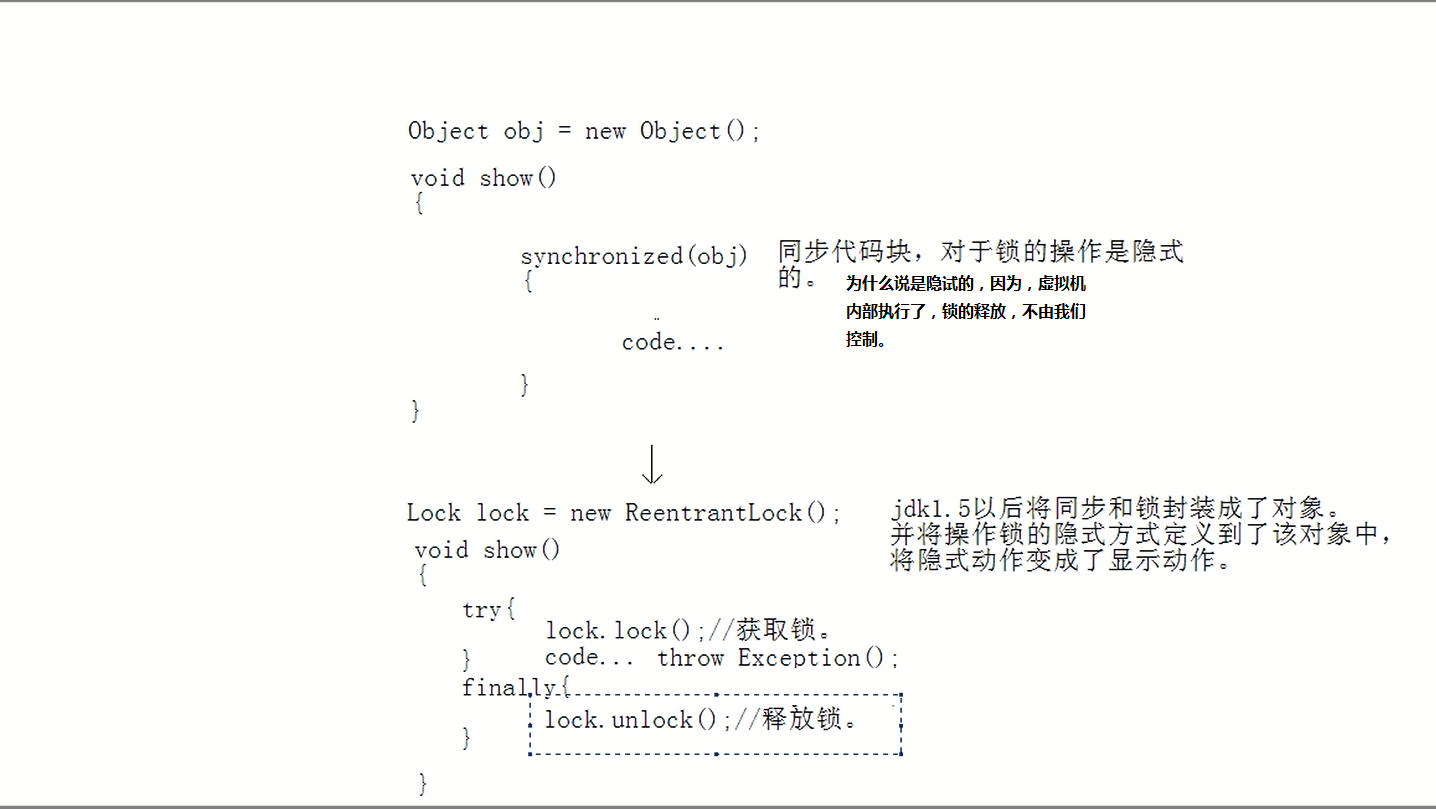 Object obj = new Object();
void show()
{
synchronized(obj)
同步代码块，对于锁的操作是隐式
的。
{
为什么说是隐试的，因为，虚拟机
内部执行了，锁的释放，不由我们
控制。
code....
}
}
Lock lock = new ReentrantLock();
jdk1.5以后将同步和锁封装成了对象。
并将操作锁的隐式方式定义到了该对象中，
将隐式动作变成了显示动作。
void show()
{
try{
lock.lock();//获取锁。
code... throw Exception();
}
finally{
lock.unlock();//释放锁。
}
}